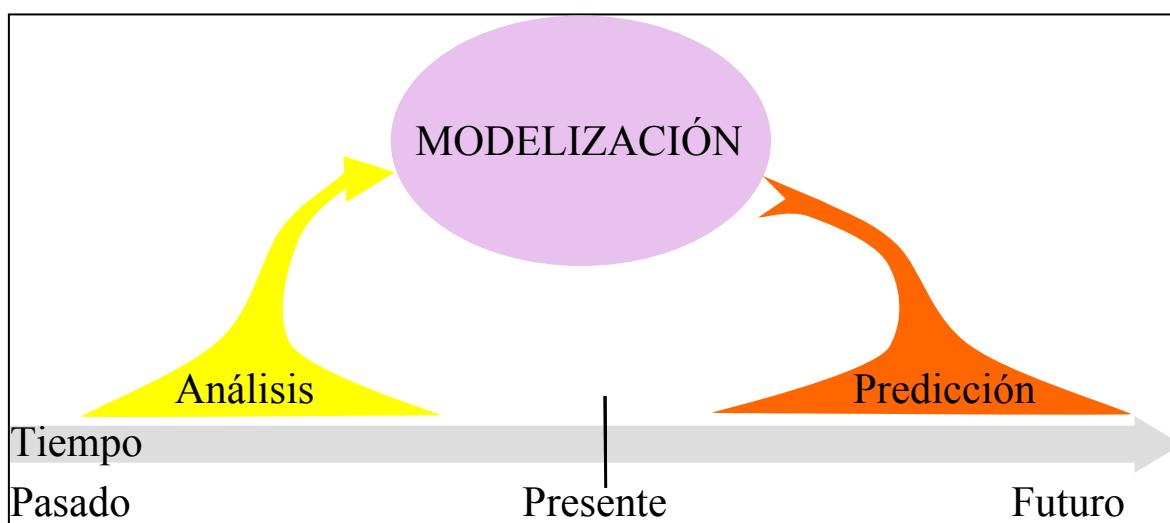 MODELIZACIÓN
Análisis
Predicción
Tiempo
Pasado
Presente
Futuro